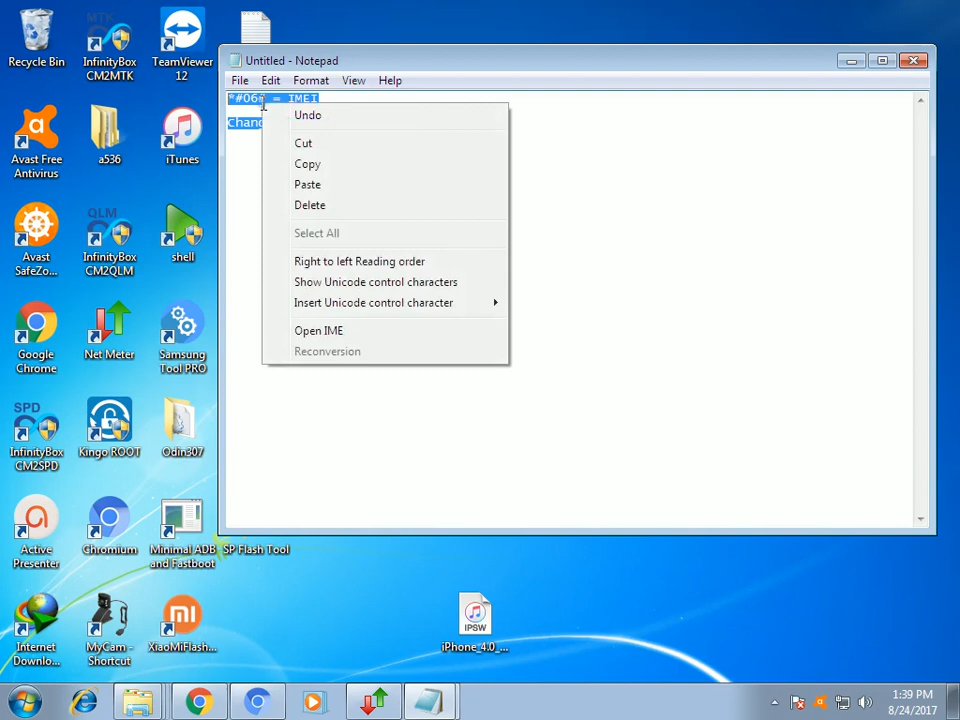 Recycle Bin
InfinityBox
CM2MTK
TeamViewer
12
Avast Free
Antivirus
a536
iTunes
Avast
SafeZo...
InfinityBox
CM2QLM
shell
Google
Chrome
Net Meter
Samsung
Tool PRO
InfinityBox
CM2SPD
Kingo ROOT
Odin307
Active
Presenter
Chromium
Minimal ADB
and Fastboot
SP Flash Tool
Internet
Downlo...
MyCam -
Shortcut
XiaoMiFlash...
iPhone_4.0_...
MTK
QLM
SPD
IPSW
Untitled - Notepad
File Edit Format View Help
= IMEI
Undo
Cut
Copy
Paste
Delete
Select All
Right to left Reading order
Show Unicode control characters
Insert Unicode control character
Open IME
Reconversion
1:39 PM
8/24/2017